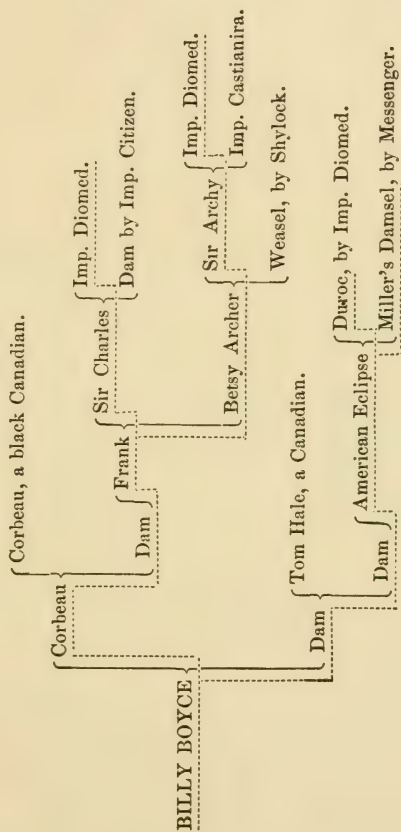 Corbeau, a black Canadian.
Corbeau
Imp. Diomed.
Sir Charles
Dam by Imp. Citizen.
Frank
Dam
Imp. Diomed.
Sir Archy
Imp. Castianira.
Betsy Archer
Weasel, by Shylock.
BILLY BOYCE
Tom Hale, a Canadian.
Dam
Duroc, by Imp. Diomed.
American Eclipse
Miller's Damsel, by Messenger.
Dam